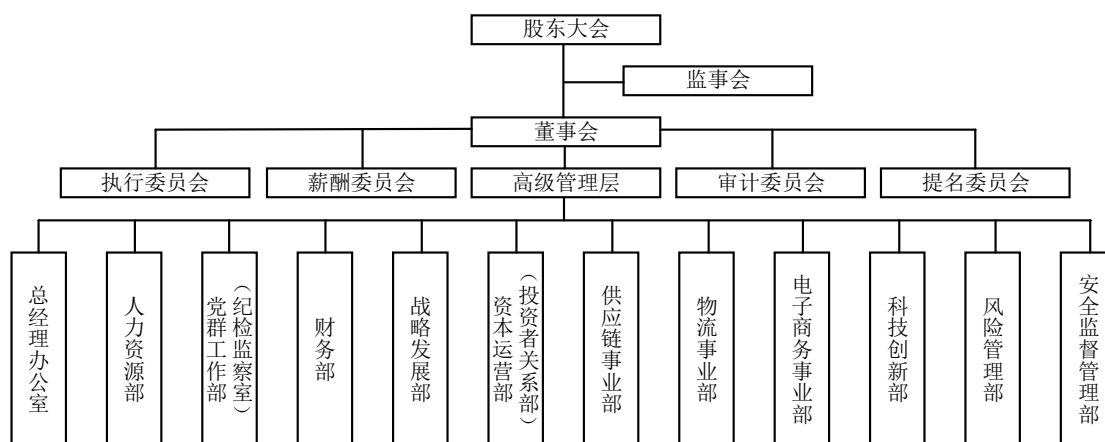 股东大会
监事会
董事会
执行委员会
薪酬委员会
高级管理层
审计委员会
提名委员会
总经理办公室
人力资源部
党群工作部
（纪检监察室）
财务部
战略发展部
资本运营部
（投资者关系部）
供应链事业部
物流事业部
电子商务事业部
科技创新部
风险管理部
安全监督管理部